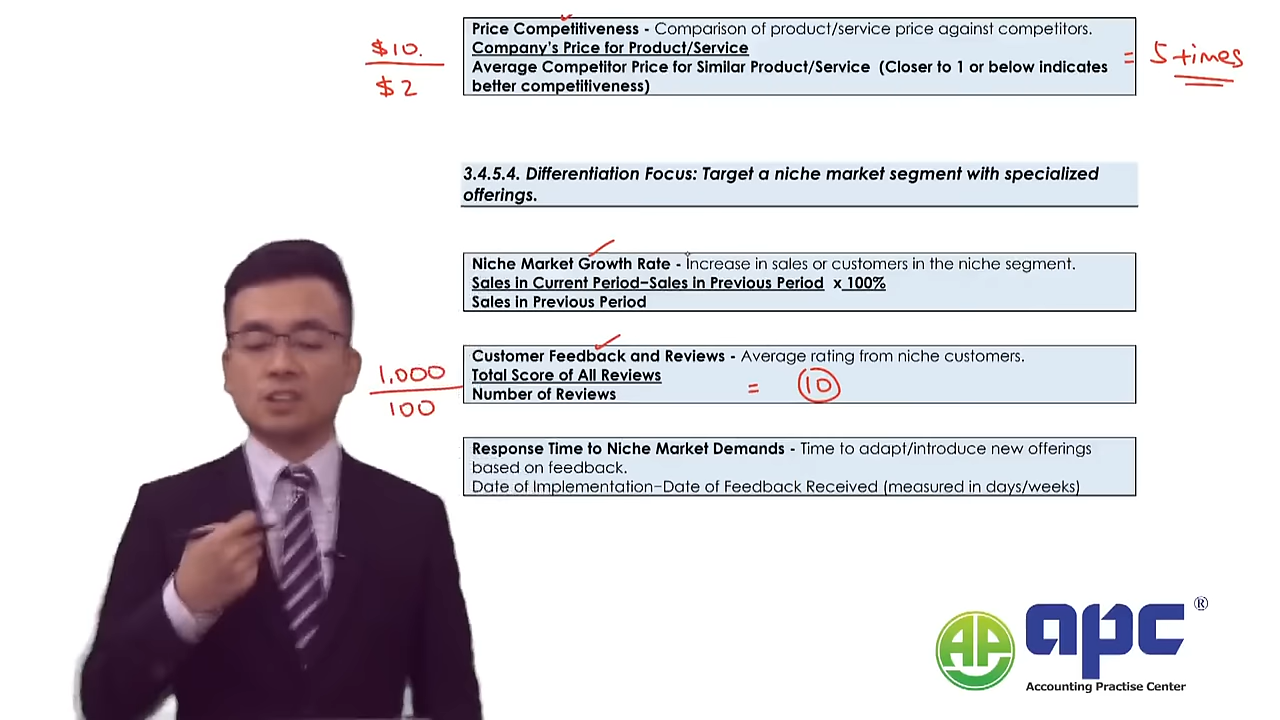 Price Competitiveness - Comparison of product/service price against competitors.
$10.
Company's Price for Product/Service
$2
Average Competitor Price for Similar Product/Service (Closer to 1 or below indicates
better competitiveness)
= 5 times
3.4.5.4. Differentiation Focus: Target a niche market segment with specialized
offerings.
Niche Market Growth Rate - Increase in sales or customers in the niche segment.
Sales in Current Period−Sales in Previous Period x 100%
Sales in Previous Period
Customer Feedback and Reviews - Average rating from niche customers.
1,000
Total Score of All Reviews
100
Number of Reviews
= 10
Response Time to Niche Market Demands - Time to adapt/introduce new offerings
based on feedback.
Date of Implementation−Date of Feedback Received (measured in days/weeks)
AP apc ®
Accounting Practise Center